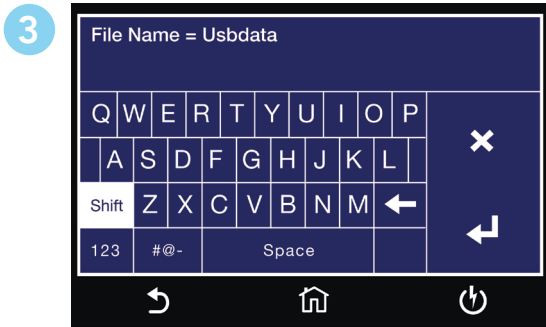 3
File Name = Usbdata
Q W E R T Y U I O P
A S D F G H J K L
Shift Z X C V B N M
123 #@- Space